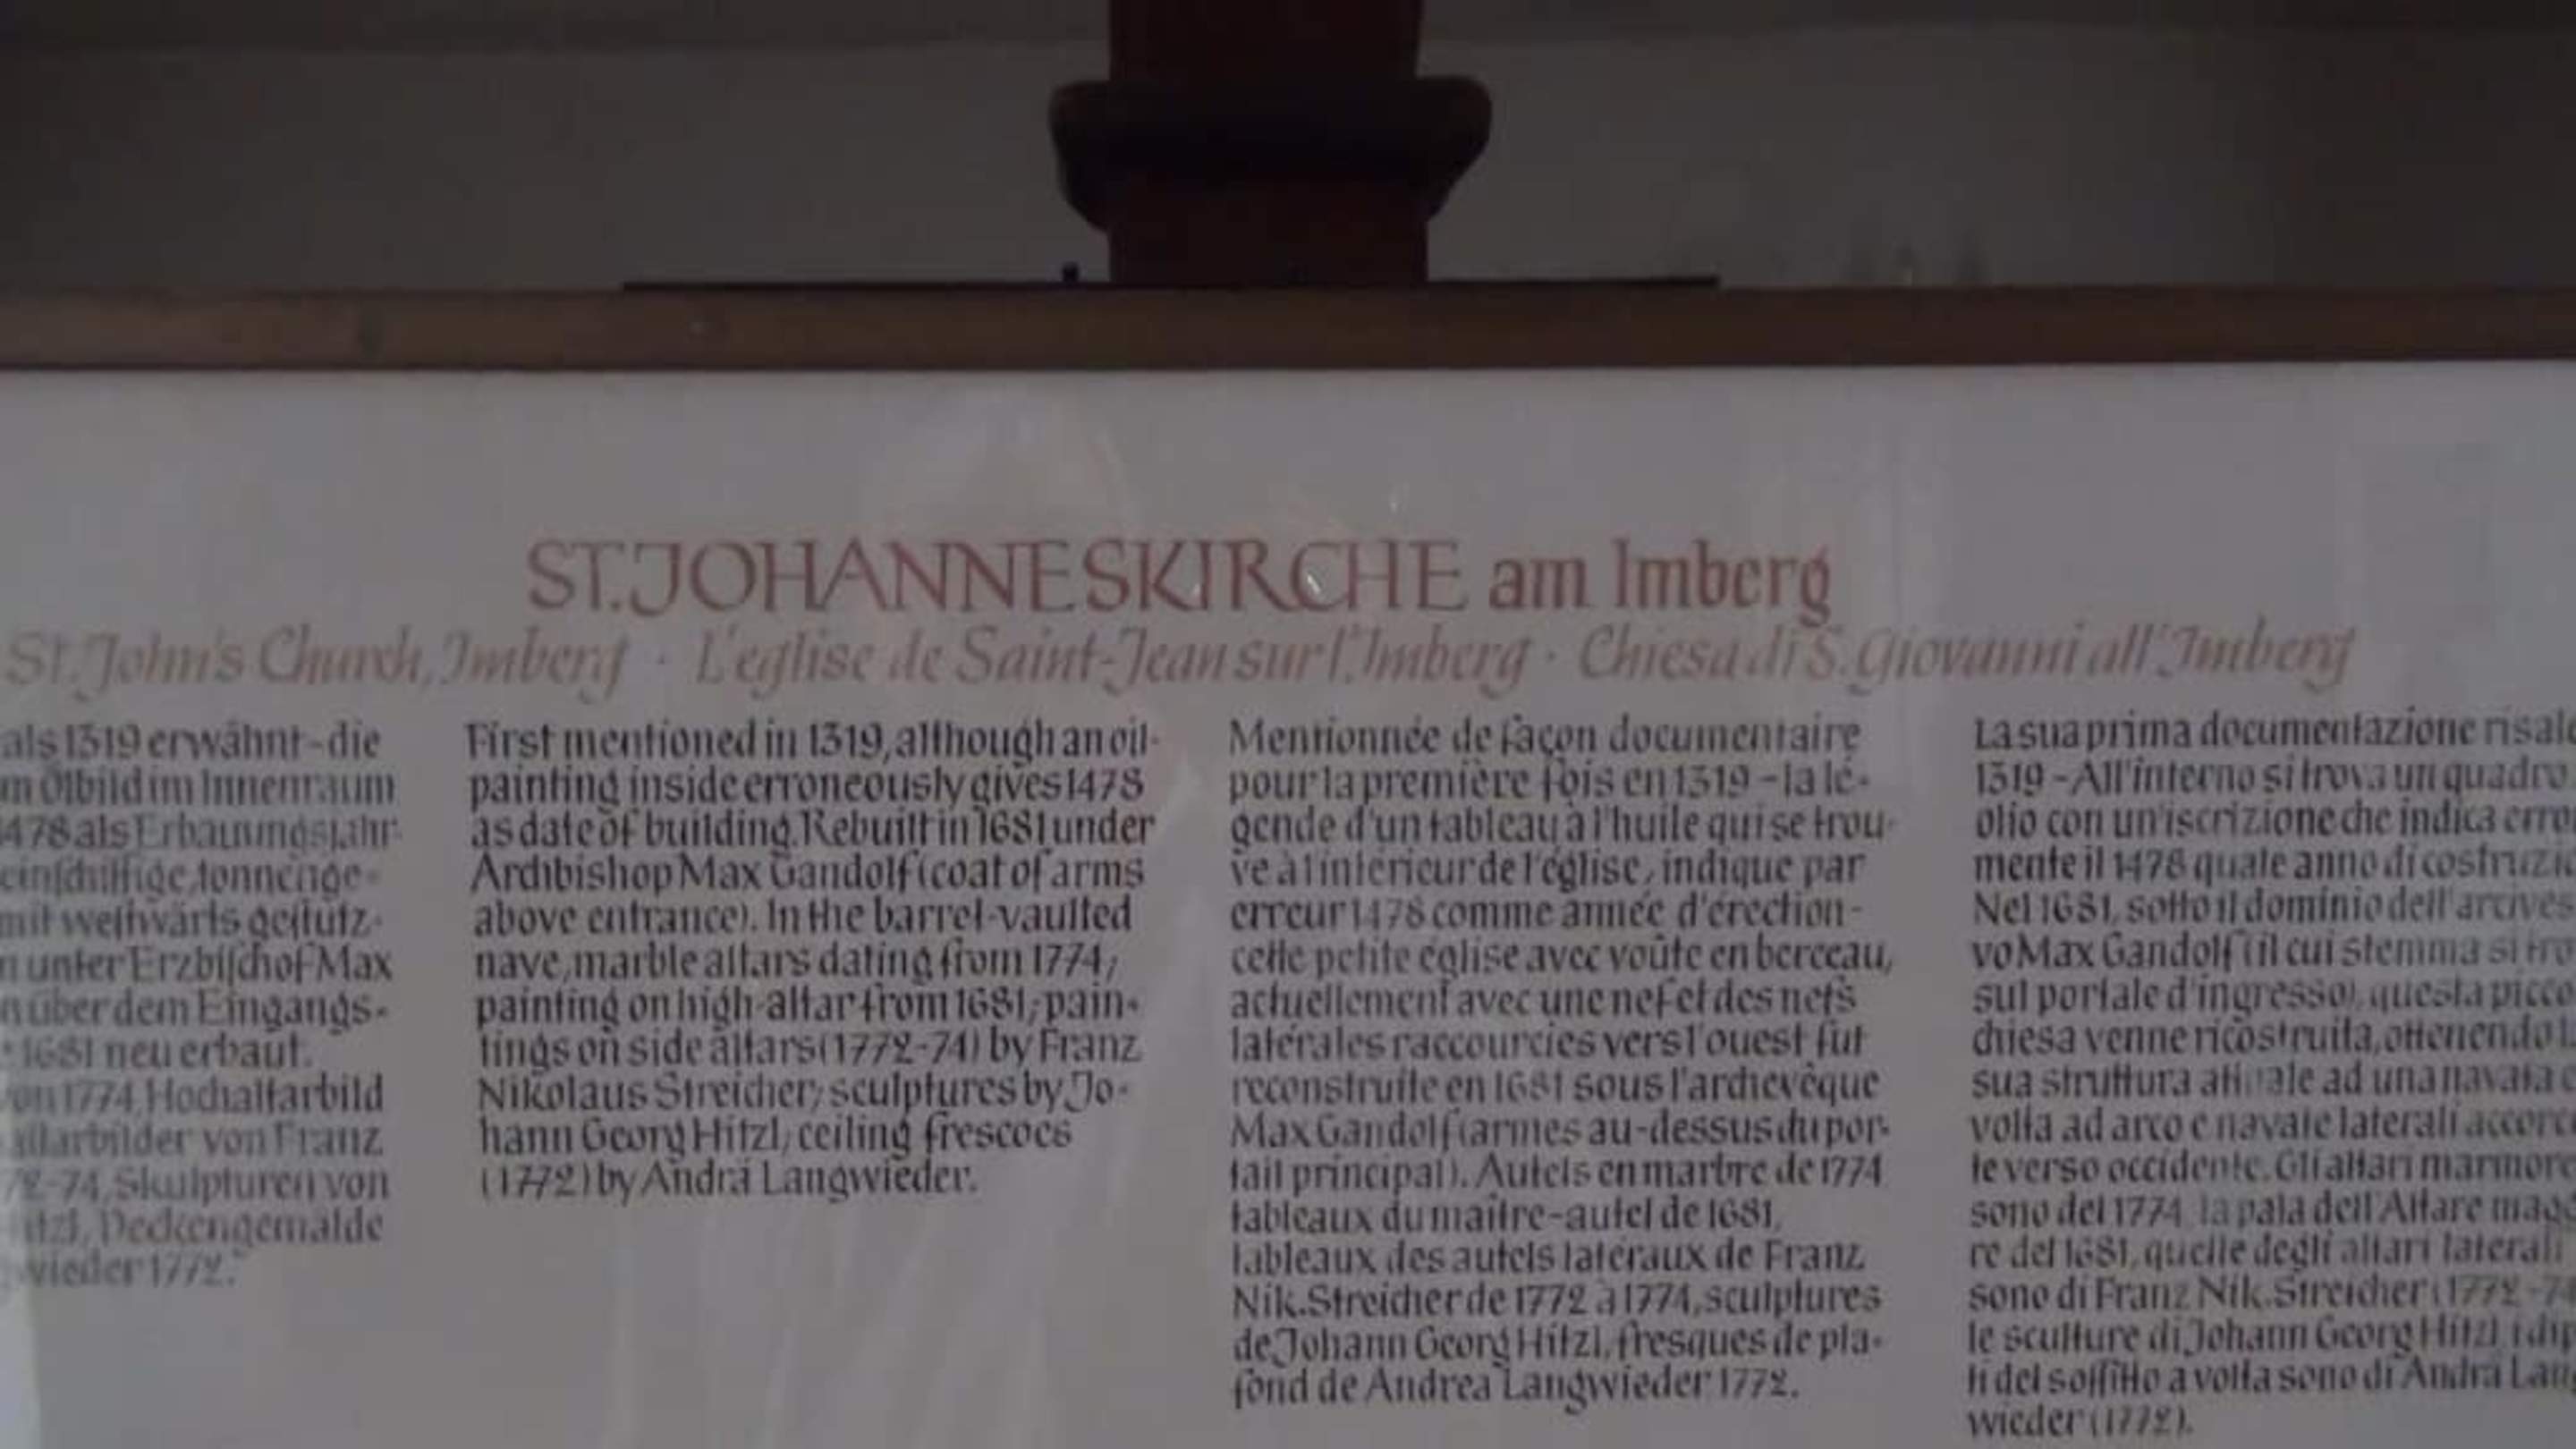 ST. JOHANNESKIRCHE am Imberg
St. John's Church, Imberg · L'eglise de Saint-Jean sur l'Imberg · Chiesa di S. Giovanni all'Imberg
als 1319 erwähnt-die
Ölbild im Innenraum
1478 als Erbauungsjahr
einschiffige, tonnenge-
mit westwärts gestutz-
unter Erzbischof Max
über dem Eingangs-
1681 neu erbaut.
1774, Hochaltarbild
altarbilder von Franz
-74, Skulpturen von
Deckengemälde
wieder 1772.
First mentioned in 1319, although an oil-
painting inside erroneously gives 1478
as date of building. Rebuilt in 1681 under
Archbishop Max Gandolf (coat of arms
above entrance). In the barrel-vaulted
nave, marble altars dating from 1774;
painting on high-altar from 1681; pain-
tings on side altars (1772-74) by Franz
Nikolaus Streicher; sculptures by Jo-
hann Georg Hitzl; ceiling frescoes
(1772) by Andrä Langwieder.
Mentionnée de façon documentaire
pour la première fois en 1319 - la lé-
gende d'un tableau à l'huile qui se trou-
ve à l'intérieur de l'église, indique par
erreur 1478 comme année d'érection-
cette petite église avec voûte en berceau,
actuellement avec une nef et des nefs
latérales raccourcies vers l'ouest fut
reconstruite en 1681 sous l'archevêque
Max Gandolf (armes au-dessus du por-
tail principal). Autels en marbre de 1774
tableaux du maître-autel de 1681,
tableaux des autels latéraux de Franz
Nik. Streicher de 1772 à 1774, sculptures
de Johann Georg Hitzl, fresques de pla-
fond de Andrea Langwieder 1772.
La sua prima documentazione risale
1319 - All'interno si trova un quadro
olio con un'iscrizione che indica erro
mente il 1478 quale anno di costruzi
Nel 1681, sotto il dominio dell'arcives
vo Max Gandolf (il cui stemma si tro
sul portale d'ingresso), questa picco
chiesa venne ricostruita, ottenendo
sua struttura attuale ad una navata
volta ad arco e navate laterali accorc
te verso occidente. Gli altari marmore
sono del 1774, la pala dell'Altare mag
re del 1681, quelle degli altari laterali
sono di Franz Nik. Streicher (1772-74
le sculture di Johann Georg Hitzl, i dip
ti del soffitto a volta sono di Andrä Lang
wieder (1772).